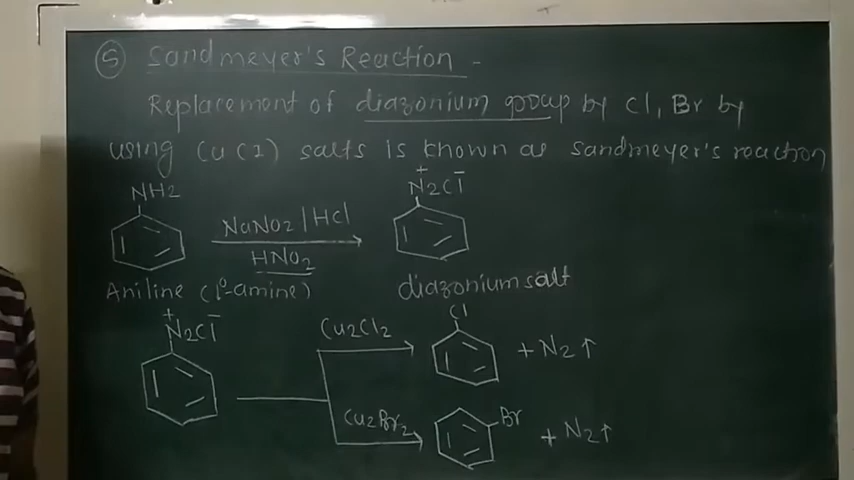 (5) Sandmeyer's Reaction -
Replacement of diazonium group by Cl, Br by
using Cu(I) salts is known as sandmeyer's reaction
NH2
+ -
N2Cl
NaNO2 | HCl
HNO2
Aniline (1°-amine)
diazonium salt
+ -
N2Cl
Cu2Cl2
Cl
+ N2 ↑
Cu2Br2
Br
+ N2↑